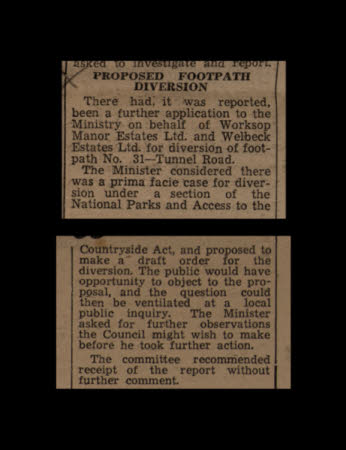 asked to investigate and report.
PROPOSED FOOTPATH
DIVERSION
There had, it was reported,
been a further application to the
Ministry on behalf of Worksop
Manor Estates Ltd. and Welbeck
Estates Ltd. for diversion of foot-
path No. 31—Tunnel Road.
The Minister considered there
was a prima facie case for diver-
sion under a section of the
National Parks and Access to the
Countryside Act, and proposed to
make a draft order for the
diversion. The public would have
opportunity to object to the pro-
posal, and the question could
then be ventilated at a local
public inquiry. The Minister
asked for further observations
the Council might wish to make
before he took further action.
The committee recommended
receipt of the report without
further comment.